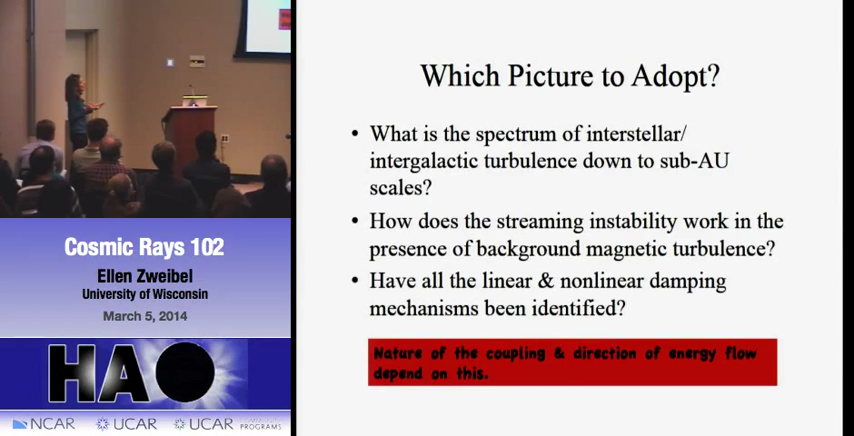 Cosmic Rays 102
Ellen Zweibel
University of Wisconsin
March 5, 2014
HAO
NCAR
UCAR
UCAR
PROGRAMS
Which Picture to Adopt?
• What is the spectrum of interstellar/
intergalactic turbulence down to sub-AU
scales?
• How does the streaming instability work in the
presence of background magnetic turbulence?
• Have all the linear & nonlinear damping
mechanisms been identified?
Nature of the coupling & direction of energy flow
depend on this.